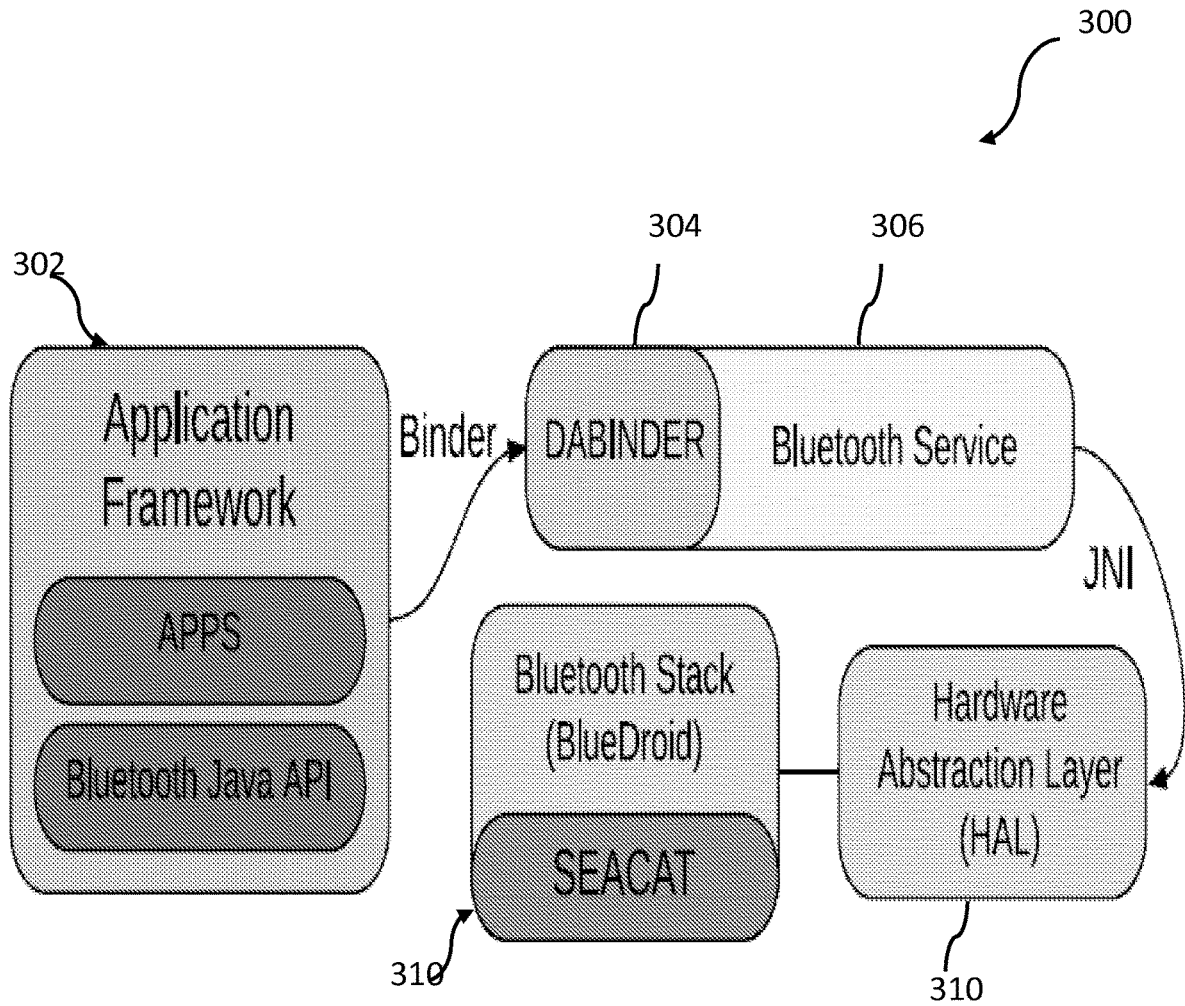 300
304
306
302
Application
Framework
Binder
DABINDER
Bluetooth Service
JNI
APPS
Bluetooth Java API
Bluetooth Stack
(BlueDroid)
SEACAT
Hardware
Abstraction Layer
(HAL)
310
310